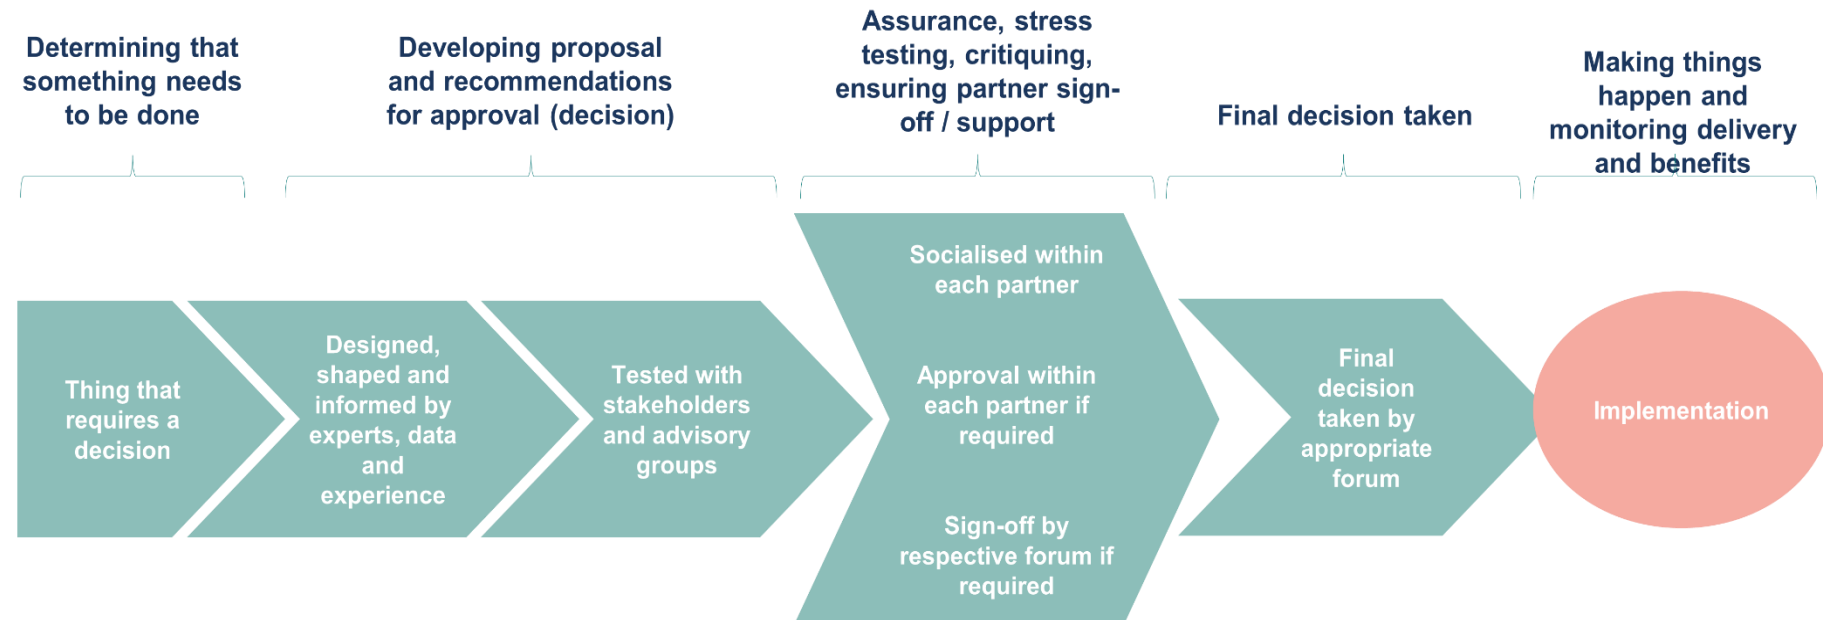 Determining that
something needs
to be done
Developing proposal
and recommendations
for approval (decision)
Assurance, stress
testing, critiquing,
ensuring partner sign-
off / support
Final decision taken
Making things
happen and
monitoring delivery
and benefits
Thing that
requires a
decision
Designed,
shaped and
informed by
experts, data
and
experience
Tested with
stakeholders
and advisory
groups
Socialised within
each partner
Approval within
each partner if
required
Sign-off by
respective forum if
required
Final
decision
taken by
appropriate
forum
Implementation